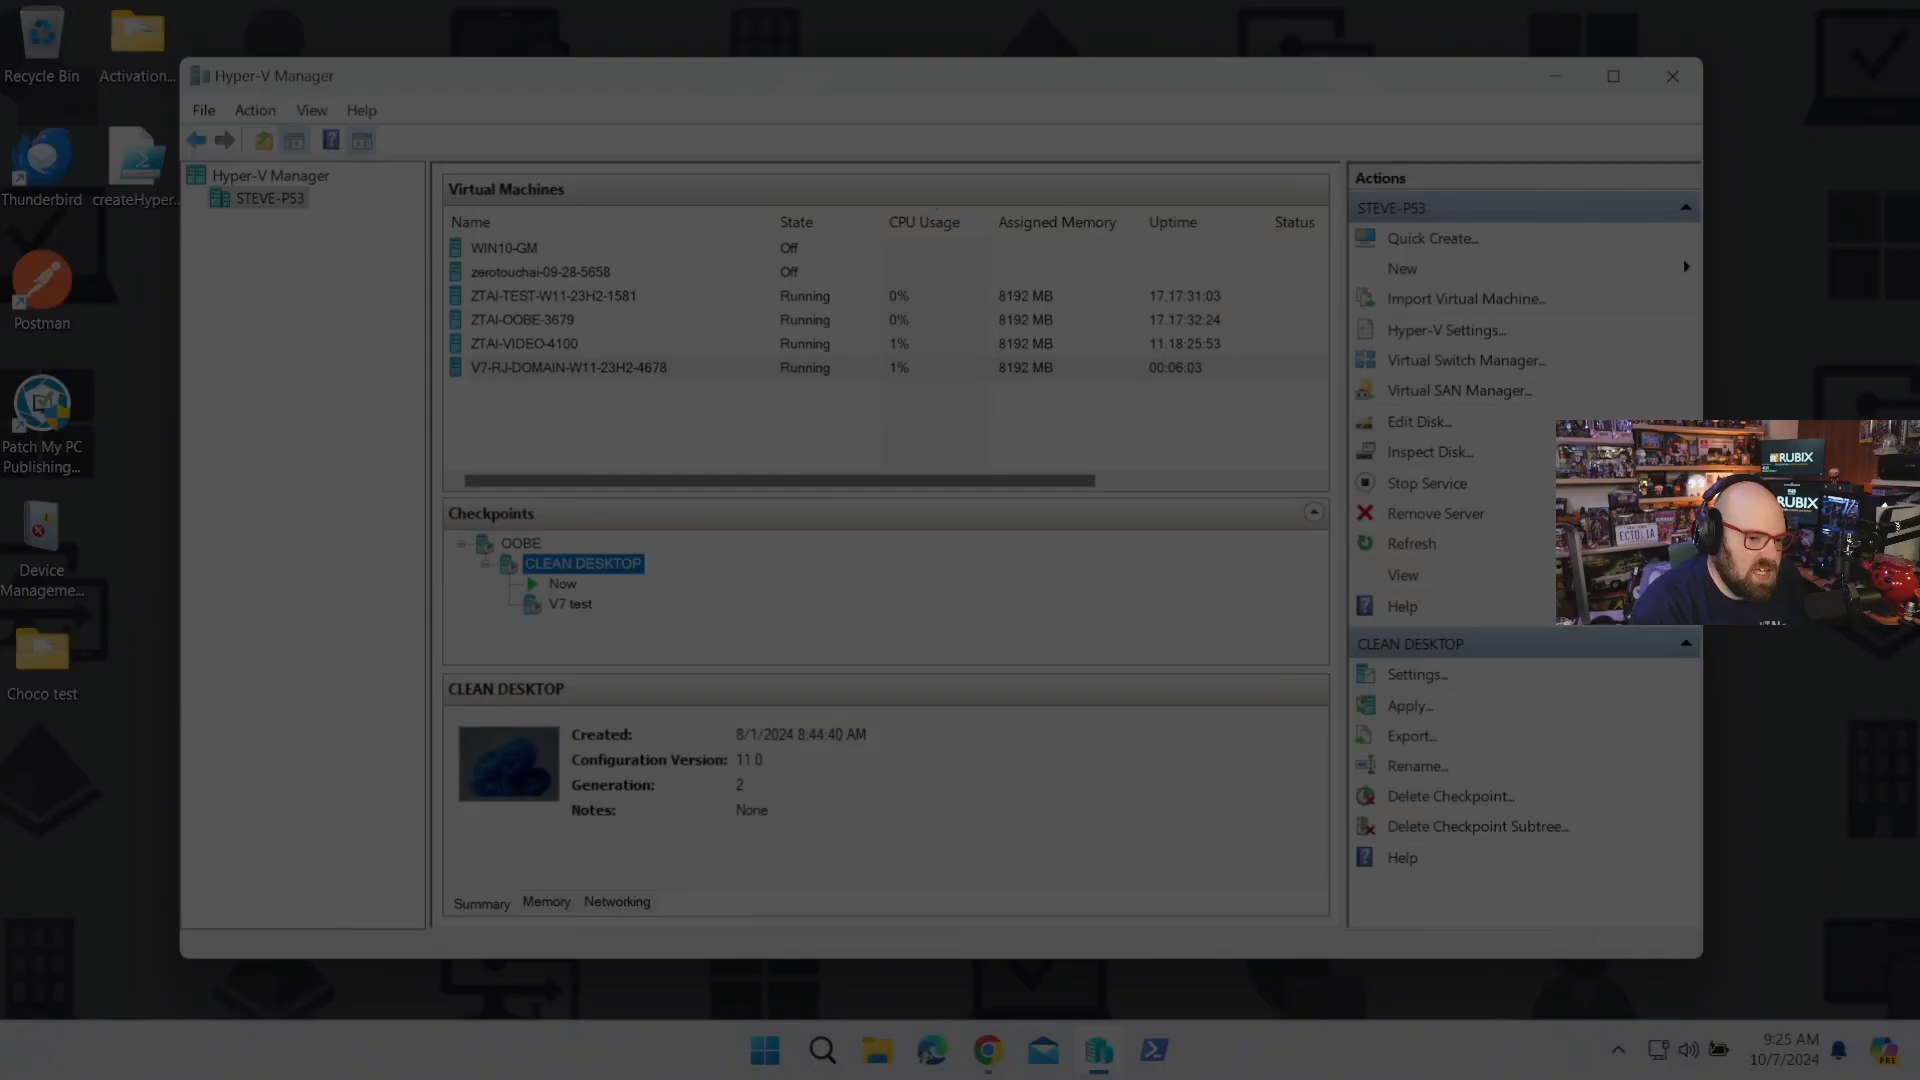 Recycle Bin
Activation...
Thunderbird
createHyper...
Postman
Patch My PC
Publishing...
Device
Manageme...
Choco test
Hyper-V Manager
File Action View Help
Hyper-V Manager
STEVE-P53
Virtual Machines
Name State CPU Usage Assigned Memory Uptime Status
WIN10-GM Off
zerotouchai-09-28-5658 Off
ZTAI-TEST-W11-23H2-1581 Running 0% 8192 MB 17.17:31:03
ZTAI-OOBE-3679 Running 0% 8192 MB 17.17:32:24
ZTAI-VIDEO-4100 Running 1% 8192 MB 11.18:25:53
V7-RJ-DOMAIN-W11-23H2-4678 Running 1% 8192 MB 00:06:03
Checkpoints
OOBE
CLEAN DESKTOP
Now
V7 test
CLEAN DESKTOP
Created: 8/1/2024 8:44:40 AM
Configuration Version: 11.0
Generation: 2
Notes: None
Summary Memory Networking
Actions
STEVE-P53
Quick Create...
New
Import Virtual Machine...
Hyper-V Settings...
Virtual Switch Manager...
Virtual SAN Manager...
Edit Disk...
Inspect Disk...
Stop Service
Remove Server
Refresh
View
Help
CLEAN DESKTOP
Settings...
Apply...
Export...
Rename...
Delete Checkpoint...
Delete Checkpoint Subtree...
Help
RUBIX
RUBIX
ECTO-1A
9:25 AM
10/7/2024
PRE